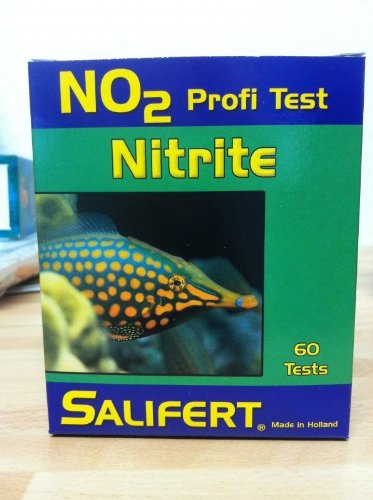 NO2 Profi Test
Nitrite
60
Tests
SALIFERT® Made in Holland